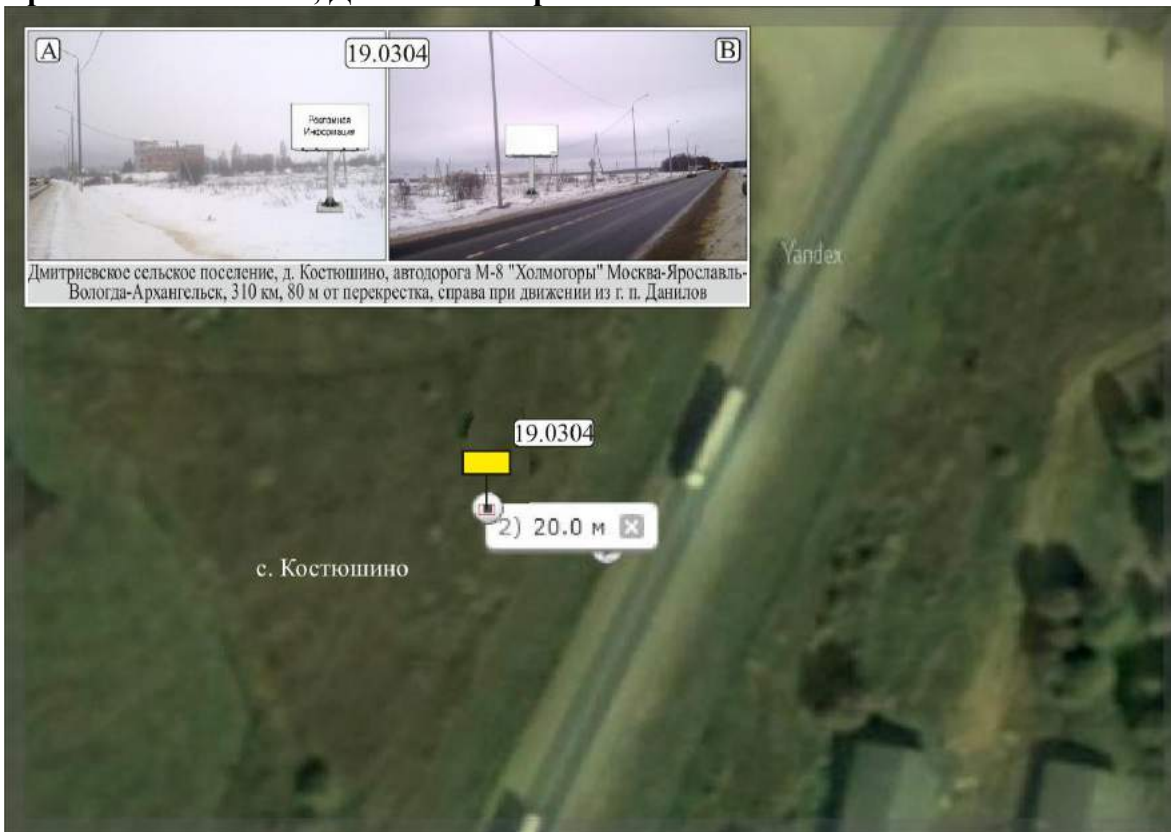 А
19.0304
В
Рекламная
Информация
Дмитриевское сельское поселение, д. Костюшино, автодорога М-8 "Холмогоры" Москва-Ярославль-
Вологда-Архангельск, 310 км, 80 м от перекрестка, справа при движении из г. п. Данилов
Yandex
19.0304
2) 20.0 м
с. Костюшино